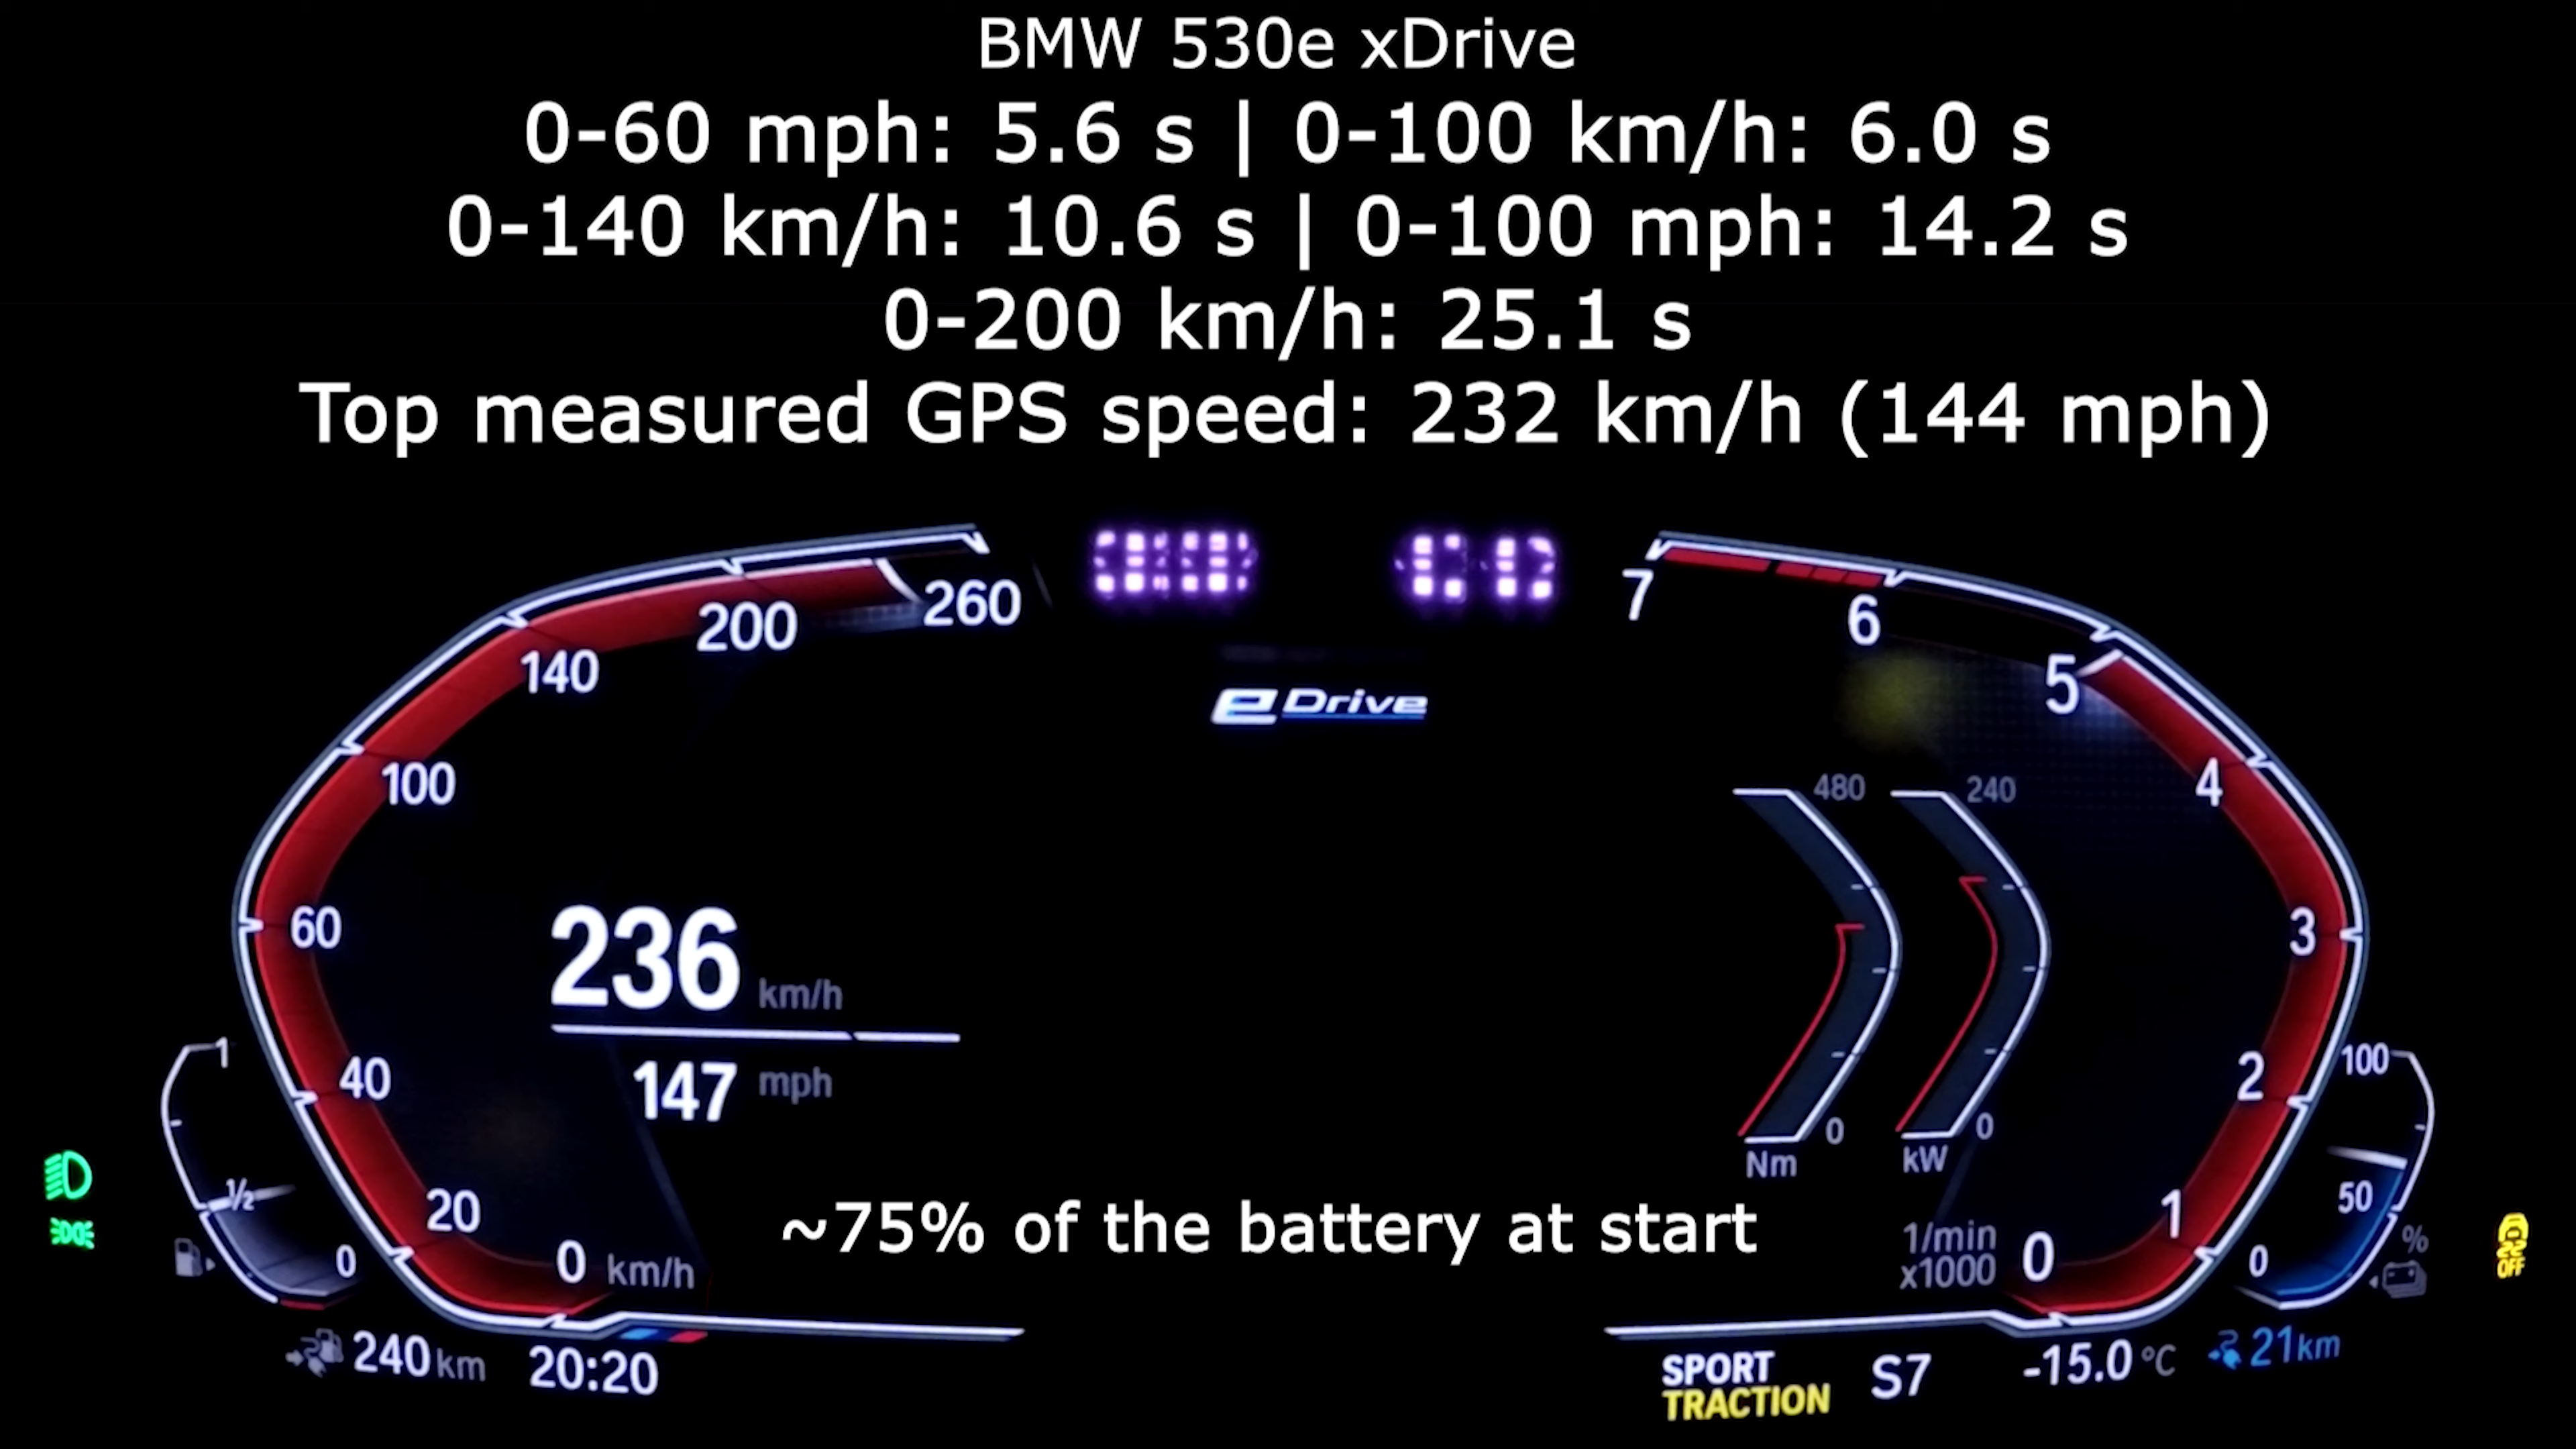 BMW 530e xDrive
0-60 mph: 5.6 s | 0-100 km/h: 6.0 s
0-140 km/h: 10.6 s | 0-100 mph: 14.2 s
0-200 km/h: 25.1 s
Top measured GPS speed: 232 km/h (144 mph)
260
200
140
100
60
40
20
0 km/h
eDrive
7
6
5
4
3
2
1
0
1/min
x1000
480
0
Nm
240
0
kW
236 km/h
147 mph
1
1/2
0
100
50
0
%
OFF
~75% of the battery at start
240 km
20:20
SPORT
TRACTION
S7
-15.0 °C
21 km